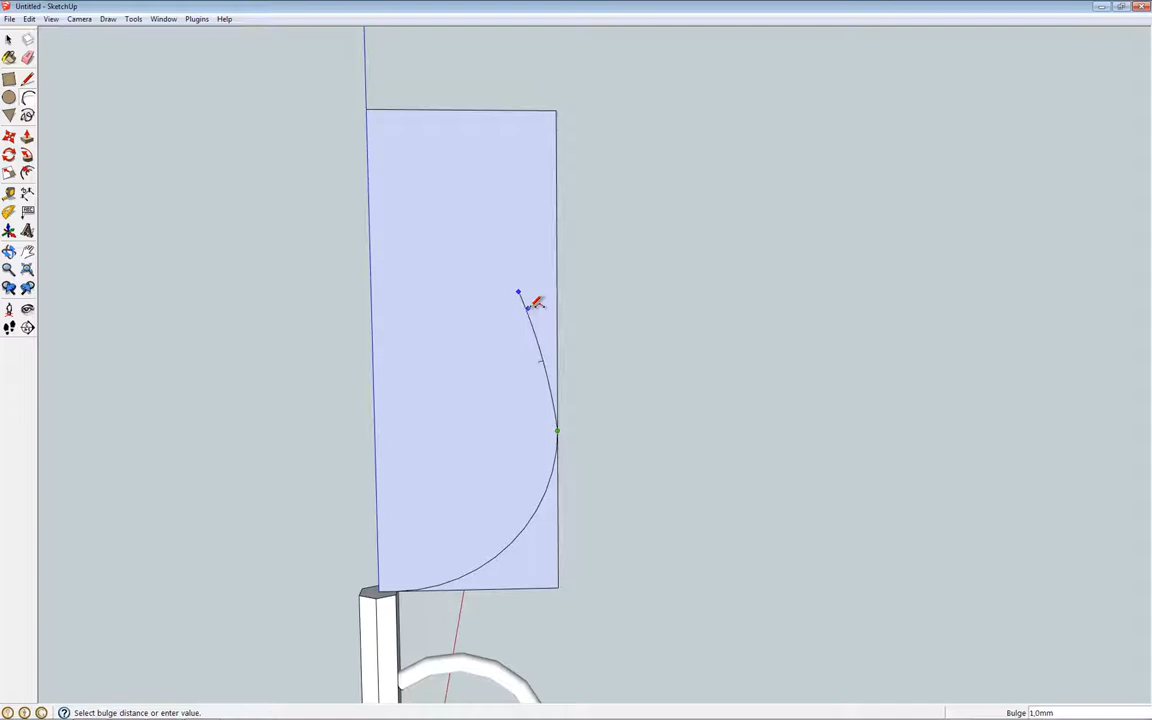 Untitled - SketchUp
File Edit View Camera Draw Tools Window Plugins Help
Select bulge distance or enter value.
Bulge 1,0mm